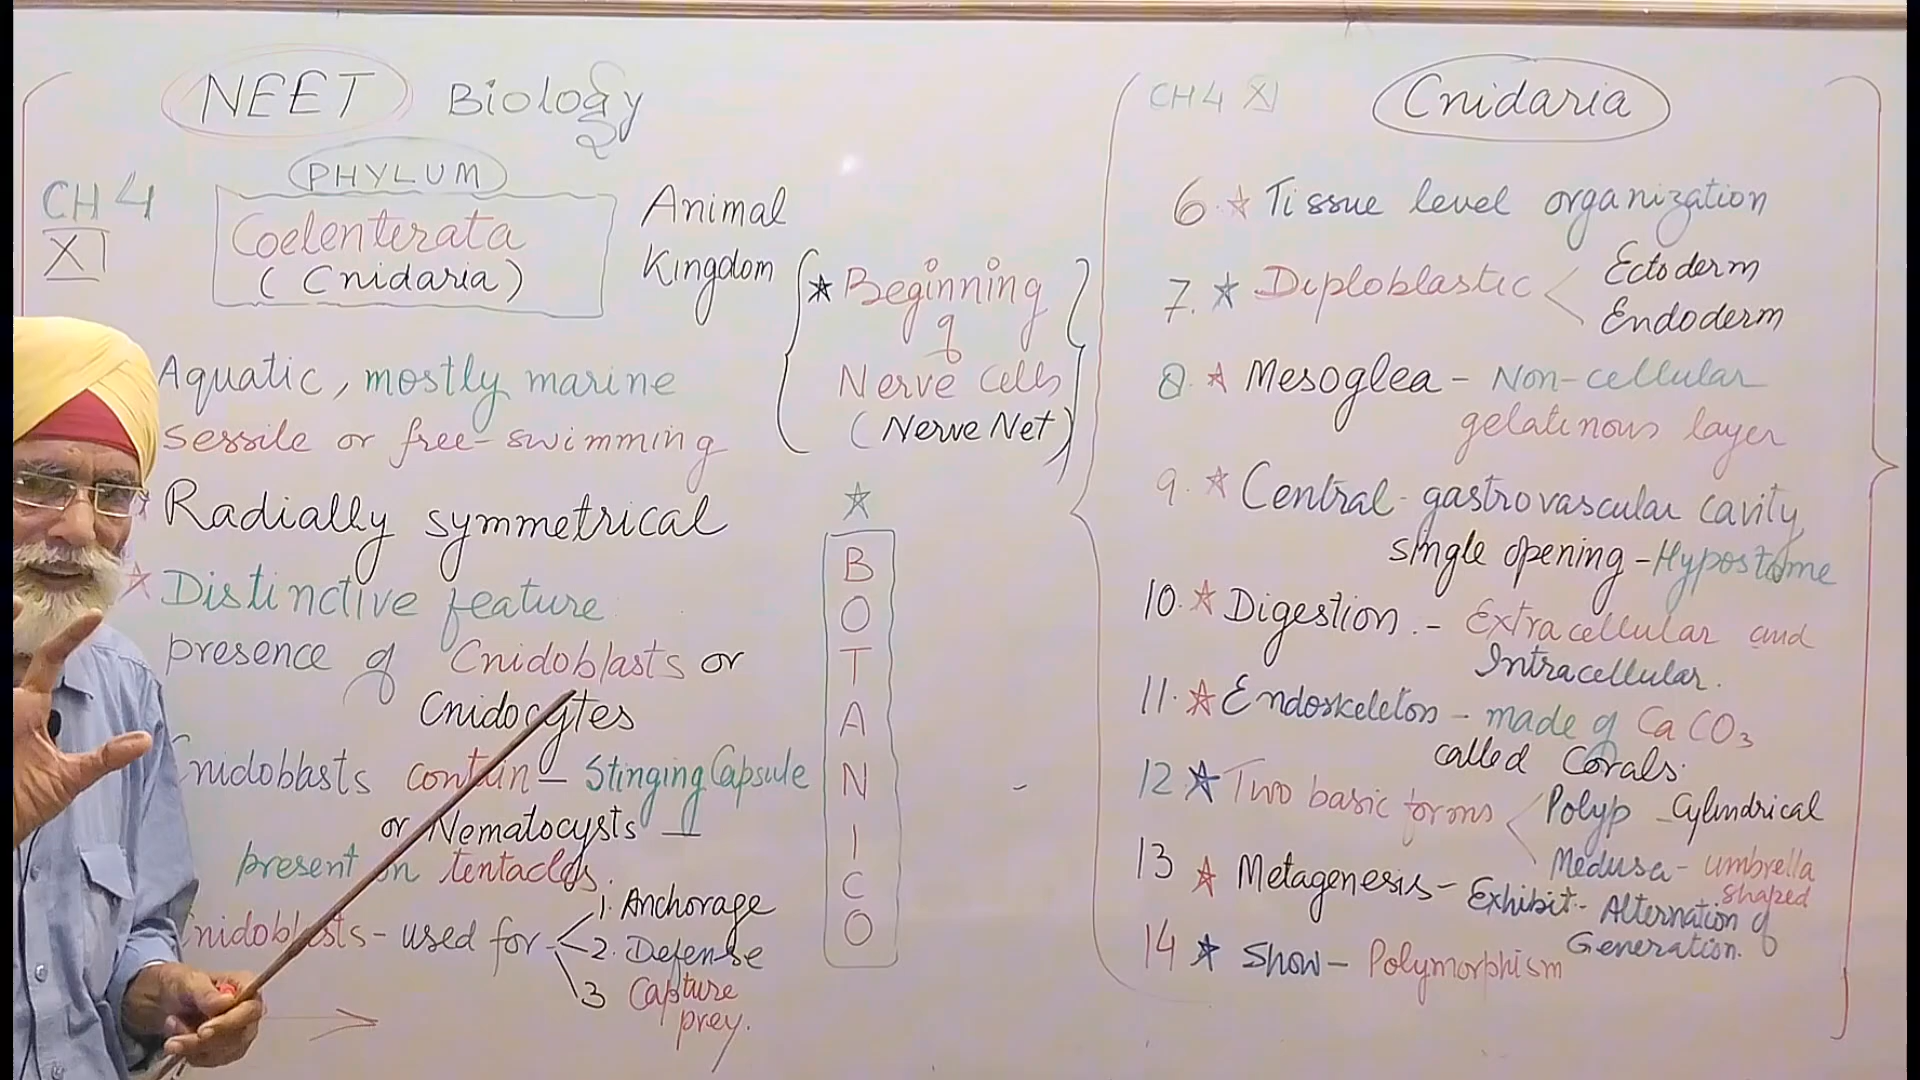 NEET Biology
PHYLUM
CH 4
XI
Coelenterata
(Cnidaria)
Animal
Kingdom
★ Beginning
of
Nerve Cells
(Nerve Net)
Aquatic, mostly marine
Sessile or free-swimming
★ Radially symmetrical
★ Distinctive feature
presence of Cnidoblasts or
Cnidocytes
Cnidoblasts contain – Stinging Capsule
or Nematocysts –
present on tentacles.
Cnidoblasts – used for –
1. Anchorage
2. Defense
3 Capture
prey.
★
BOTANICO
CH 4 XI
Cnidaria
6. ★ Tissue level organization
7. ★ Diploblastic < Ectoderm
Endoderm
8. ★ Mesoglea – Non-cellular
gelatinous layer
9. ★ Central-gastrovascular cavity,
single opening – Hypostome
10. ★ Digestion. – Extracellular and
Intracellular.
11. ★ Endoskeleton – made of CaCO₃
called Corals.
12 ★ Two basic forms < Polyp – Cylindrical
Medusa – umbrella
shaped
13 ★ Metagenesis – Exhibit – Alternation of
Generation.
14 ★ Show – Polymorphism